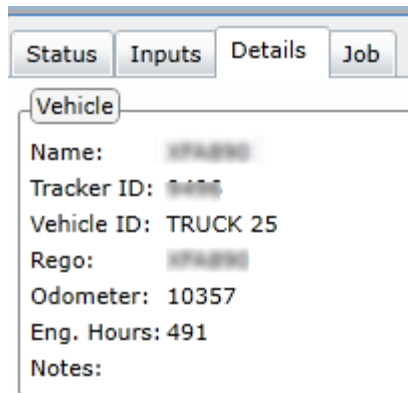 Status Inputs Details Job
Vehicle
Name:
Tracker ID:
Vehicle ID: TRUCK 25
Rego:
Odometer: 10357
Eng. Hours: 491
Notes: